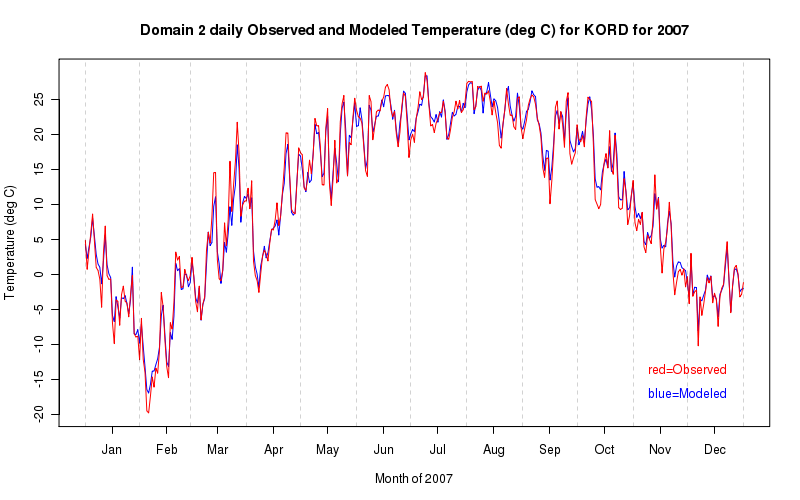 Domain 2 daily Observed and Modeled Temperature (deg C) for KORD for 2007
Temperature (deg C)
25
20
15
10
5
0
-5
-10
-15
-20
red=Observed
blue=Modeled
Jan Feb Mar Apr May Jun Jul Aug Sep Oct Nov Dec
Month of 2007